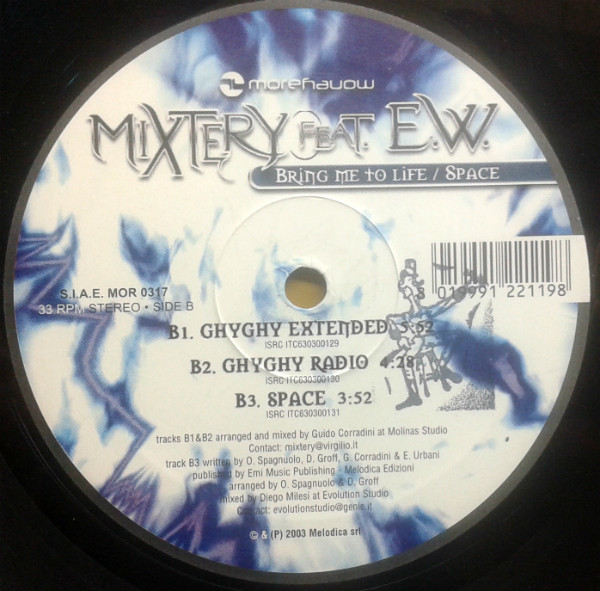 morehavow
MIXTERY FEAT. E.W.
BRING ME TO LIFE / SPACE
S.I.A.E. MOR 0317
33 RPM STEREO • SIDE B
019991 221198
B1. GHYGHY EXTENDED 5:52
ISRC ITC630300129
B2. GHYGHY RADIO 4:28
ISRC ITC630300130
B3. SPACE 3:52
ISRC ITC630300131
tracks B1&B2 arranged and mixed by Guido Corradini at Molinas Studio
Contact: mixtery@virgilio.it
track B3 written by O. Spagnuolo, D. Groff, G. Corradini & E. Urbani
published by Emi Music Publishing - Melodica Edizioni
arranged by O. Spagnuolo & D. Groff
mixed by Diego Milesi at Evolution Studio
Contact: evolutionstudio@genie.it
© & (P) 2003 Melodica srl